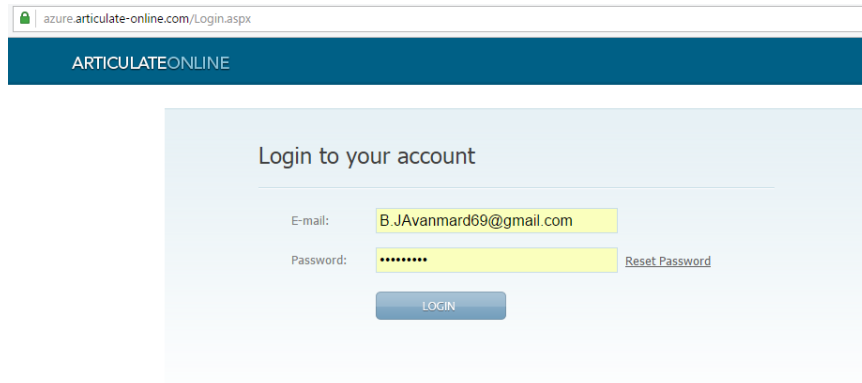 azure.articulate-online.com/Login.aspx
ARTICULATEONLINE
Login to your account
E-mail: B.JAvanmard69@gmail.com
Password: ••••••••• Reset Password
LOGIN